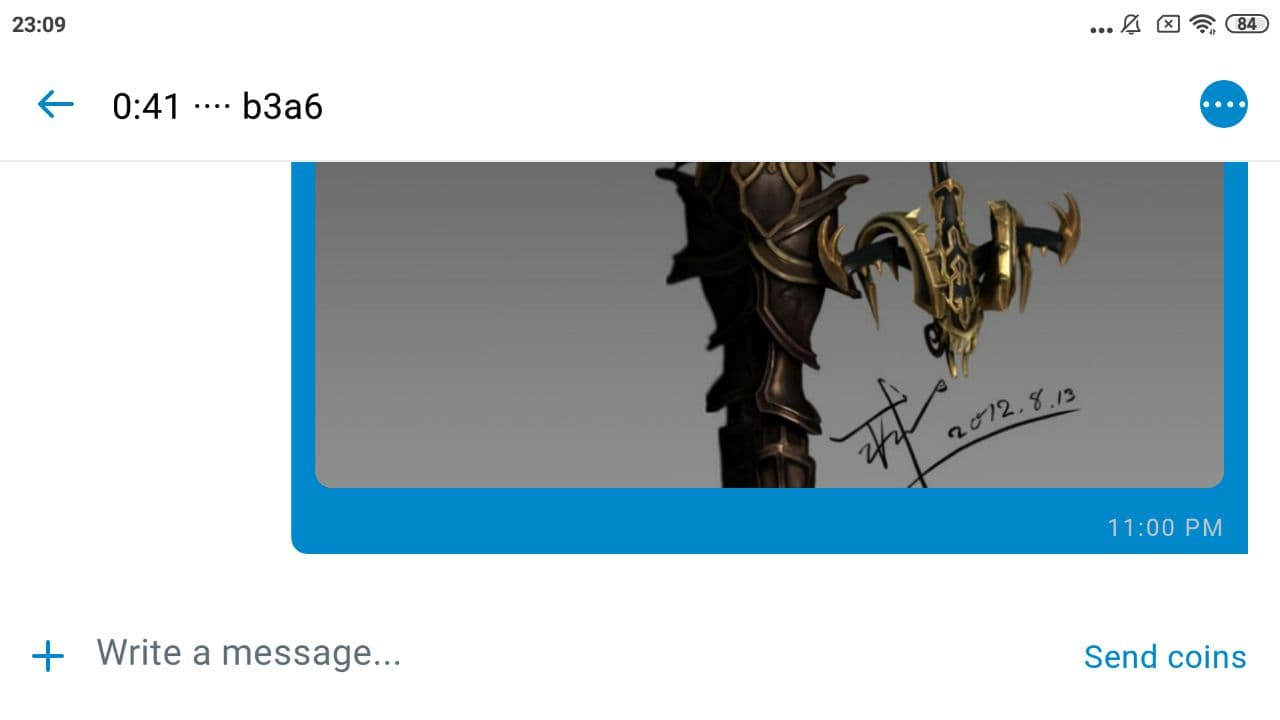 23:09
84
0:41 ···· b3a6
2012.8.13
11:00 PM
Write a message...
Send coins